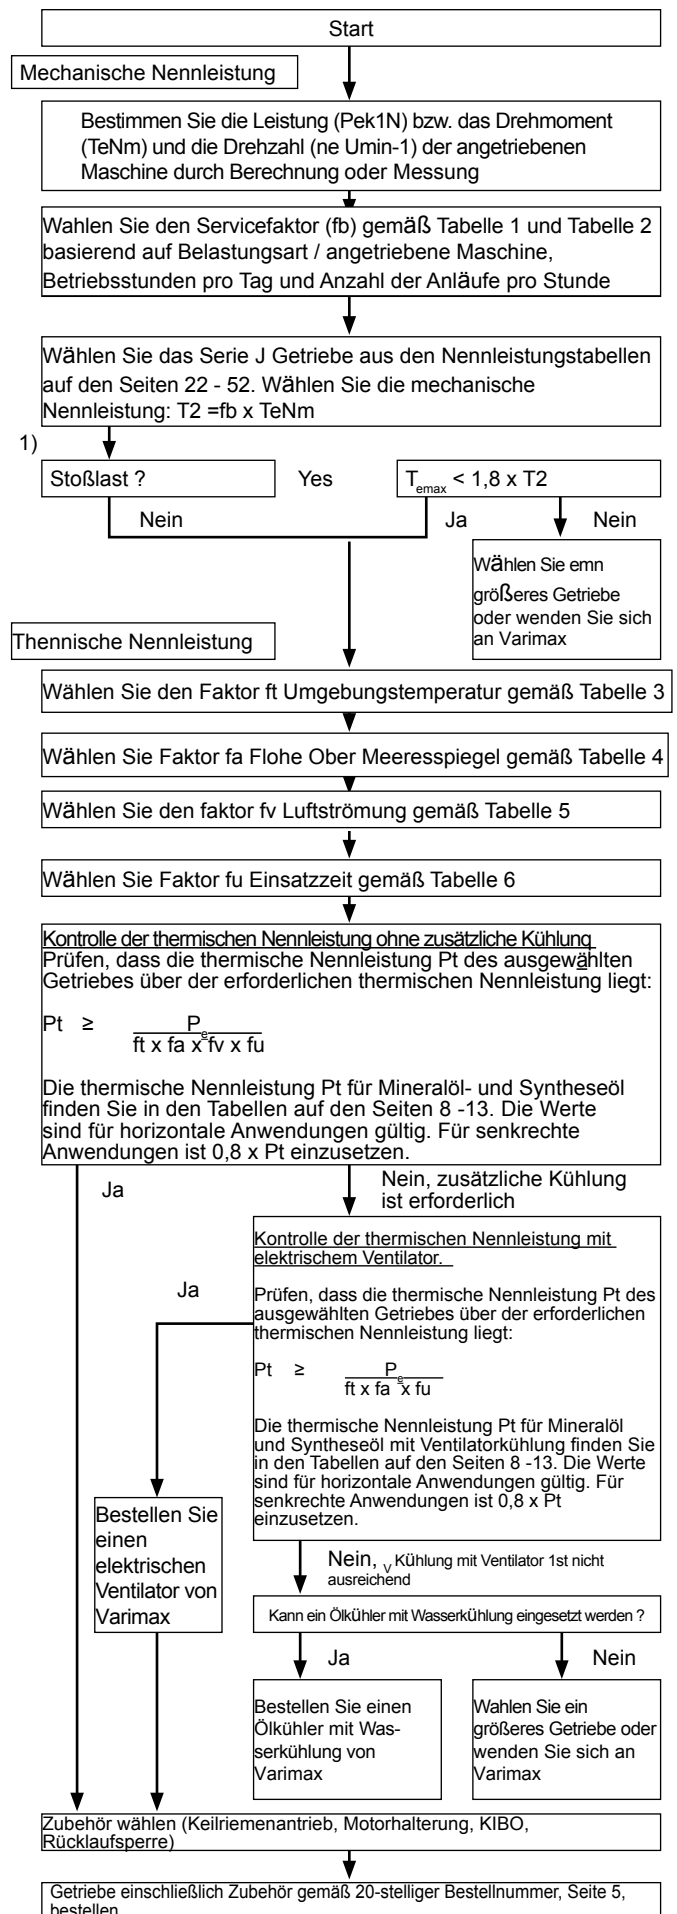 Start
Mechanische Nennleistung
Bestimmen Sie die Leistung (Pek1N) bzw. das Drehmoment
(TeNm) und die Drehzahl (ne Umin-1) der angetriebenen
Maschine durch Berechnung oder Messung
Wahlen Sie den Servicefaktor (fb) gemäß Tabelle 1 und Tabelle 2
basierend auf Belastungsart / angetriebene Maschine,
Betriebsstunden pro Tag und Anzahl der Anläufe pro Stunde
Wählen Sie das Serie J Getriebe aus den Nennleistungstabellen
auf den Seiten 22 - 52. Wählen Sie die mechanische
Nennleistung: T2 =fb x TeNm
1)
Stoßlast ? Yes Temax < 1,8 x T2
Nein Ja Nein
Wählen Sie emn
größeres Getriebe
oder wenden Sie sich
an Varimax
Thennische Nennleistung
Wählen Sie den Faktor ft Umgebungstemperatur gemäß Tabelle 3
Wählen Sie Faktor fa Flohe Ober Meeresspiegel gemäß Tabelle 4
Wählen Sie den faktor fv Luftströmung gemäß Tabelle 5
Wählen Sie Faktor fu Einsatzzeit gemäß Tabelle 6
Kontrolle der thermischen Nennleistung ohne zusätzliche Kühlunq
Prüfen, dass die thermische Nennleistung Pt des ausgewählten
Getriebes über der erforderlichen thermischen Nennleistung liegt:
Pt ≥ Pe
ft x fa x fv x fu
Die thermische Nennleistung Pt für Mineralöl- und Syntheseöl
finden Sie in den Tabellen auf den Seiten 8 -13. Die Werte
sind für horizontale Anwendungen gültig. Für senkrechte
Anwendungen ist 0,8 x Pt einzusetzen.
Ja
Nein, zusätzliche Kühlung
ist erforderlich
Kontrolle der thermischen Nennleistung mit
elektrischem Ventilator.
Ja
Prüfen, dass die thermische Nennleistung Pt des
ausgewählten Getriebes über der erforderlichen
thermischen Nennleistung liegt:
Pt ≥ Pe
ft x fa x fu
Die thermische Nennleistung Pt für Mineralöl
und Syntheseöl mit Ventilatorkühlung finden Sie
in den Tabellen auf den Seiten 8 -13. Die Werte
sind für horizontale Anwendungen gültig. Für
senkrechte Anwendungen ist 0,8 x Pt
einzusetzen.
Bestellen Sie
einen
elektrischen
Ventilator von
Varimax
Nein, V Kühlung mit Ventilator 1st nicht
ausreichend
Kann ein Ölkühler mit Wasserkühlung eingesetzt werden ?
Ja Nein
Bestellen Sie einen
Ölkühler mit Was-
serkühlung von
Varimax
Wahlen Sie ein
größeres Getriebe oder
wenden Sie sich an
Varimax
Zubehör wählen (Keilriemenantrieb, Motorhalterung, KIBO,
Rücklaufsperre)
Getriebe einschließlich Zubehör gemäß 20-stelliger Bestellnummer, Seite 5,
bestellen